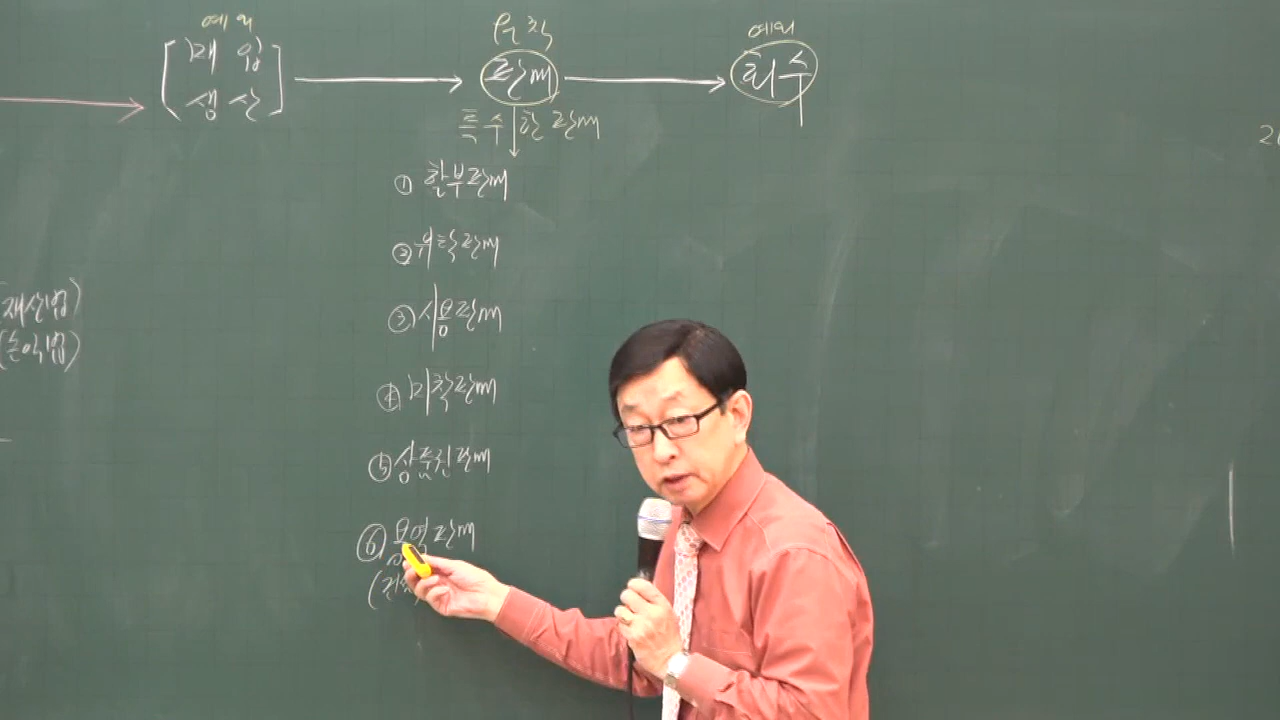 예외
매입
생산
원칙
판매
예외
회수
특수한 판매
① 할부판매
② 위탁판매
③ 시용판매
④ 미착판매
⑤ 상품권판매
⑥ 용역판매
(재산법)
(손익법)